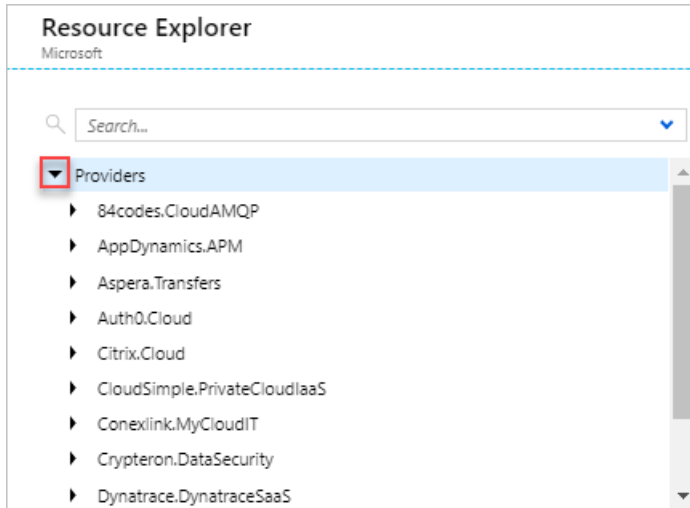 Resource Explorer
Microsoft
Search...
Providers
84codes.CloudAMQP
AppDynamics.APM
Aspera.Transfers
Auth0.Cloud
Citrix.Cloud
CloudSimple.PrivateCloudIaaS
Conexlink.MyCloudIT
Crypteron.DataSecurity
Dynatrace.DynatraceSaaS